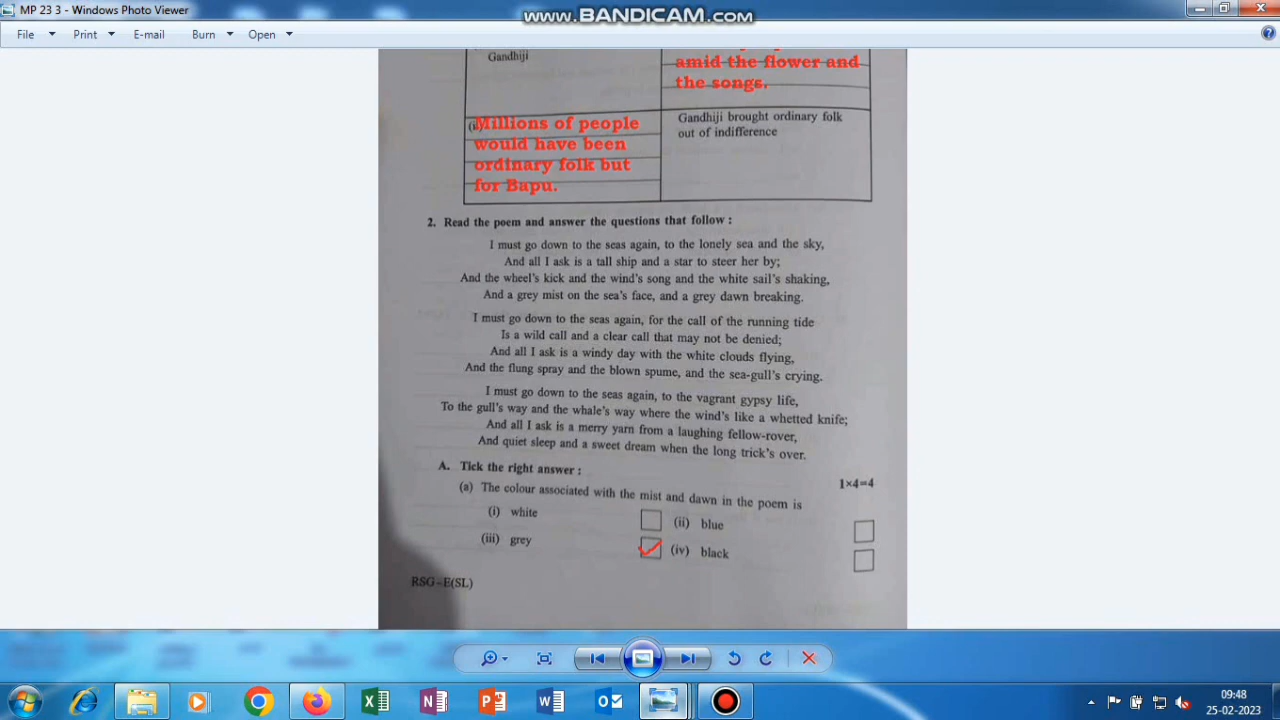 MP 23 3 - Windows Photo Viewer
www.BANDICAM.com
File Print E-mail Burn Open
Gandhiji
amid the flower and
the songs.
Millions of people
would have been
ordinary folk but
for Bapu.
Gandhiji brought ordinary folk
out of indifference
2. Read the poem and answer the questions that follow :
I must go down to the seas again, to the lonely sea and the sky,
And all I ask is a tall ship and a star to steer her by;
And the wheel's kick and the wind's song and the white sail's shaking,
And a grey mist on the sea's face, and a grey dawn breaking.
I must go down to the seas again, for the call of the running tide
Is a wild call and a clear call that may not be denied;
And all I ask is a windy day with the white clouds flying,
And the flung spray and the blown spume, and the sea-gull's crying.
I must go down to the seas again, to the vagrant gypsy life,
To the gull's way and the whale's way where the wind's like a whetted knife;
And all I ask is a merry yarn from a laughing fellow-rover,
And quiet sleep and a sweet dream when the long trick's over.
A. Tick the right answer :
1×4=4
(a) The colour associated with the mist and dawn in the poem is
(i) white (ii) blue
(iii) grey (iv) black
RSG–E(SL)
09:48
25-02-2023